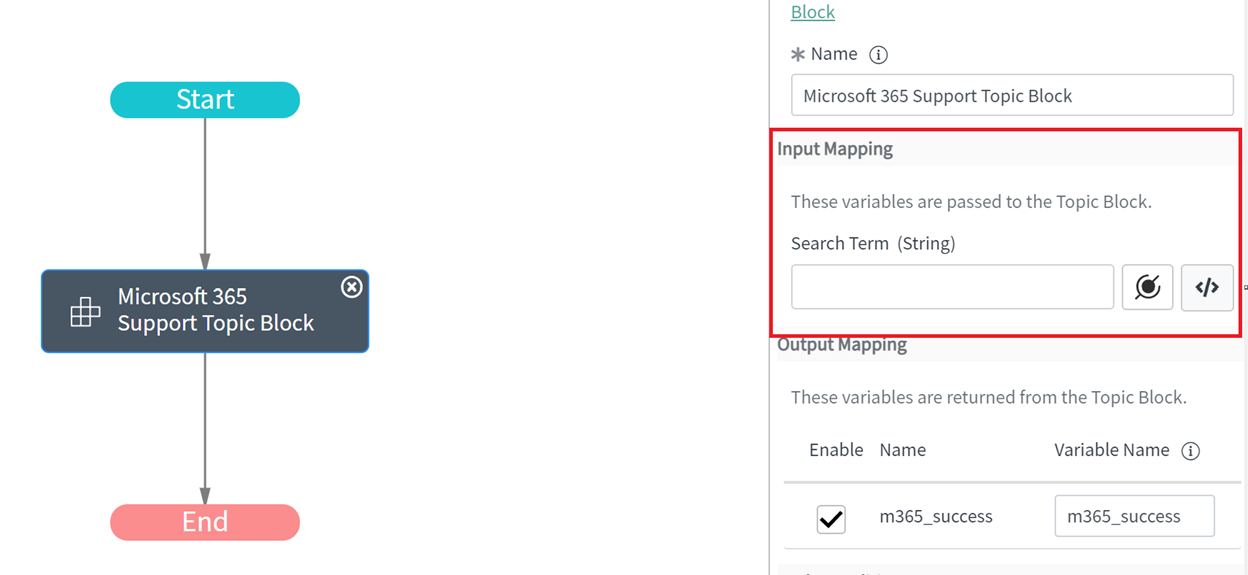 Start
Microsoft 365
Support Topic Block
End
Block
✱ Name
Microsoft 365 Support Topic Block
Input Mapping
These variables are passed to the Topic Block.
Search Term (String)
</>
Output Mapping
These variables are returned from the Topic Block.
Enable Name Variable Name
m365_success m365_success